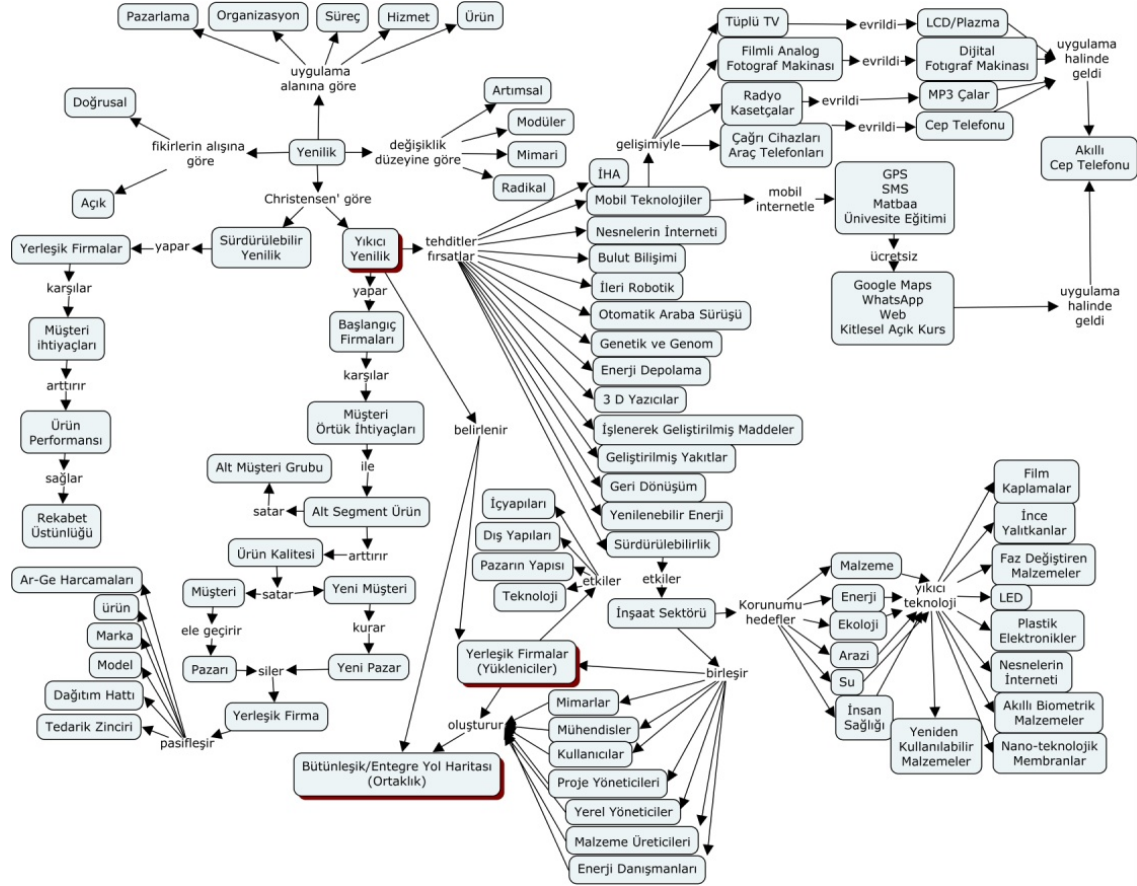 Pazarlama
Organizasyon
Süreç
Hizmet
Ürün
uygulama
alanına göre
Doğrusal
fikirlerin alışına
göre
Açık
Yenilik
değişiklik
düzeyine göre
Artımsal
Modüler
Mimari
Radikal
Christensen' göre
Sürdürülebilir
Yenilik
yapar
Yerleşik Firmalar
karşılar
Müşteri
ihtiyaçları
arttırır
Ürün
Performansı
sağlar
Rekabet
Üstünlüğü
Yıkıcı
Yenilik
tehditler
fırsatlar
yapar
Başlangıç
Firmaları
karşılar
Müşteri
Örtük İhtiyaçları
ile
Alt Segment Ürün
satar
Alt Müşteri Grubu
arttırır
Ürün Kalitesi
satar
Müşteri
Yeni Müşteri
ele geçirir
kurar
Pazarı
siler
Yeni Pazar
Yerleşik Firma
pasifleşir
Ar-Ge Harcamaları
ürün
Marka
Model
Dağıtım Hattı
Tedarik Zinciri
belirlenir
gelişimiyle
Tüplü TV
evrildi
LCD/Plazma
Filmli Analog
Fotograf Makinası
evrildi
Dijital
Fotıgraf Makinası
Radyo
Kasetçalar
evrildi
MP3 Çalar
Çağrı Cihazları
Araç Telefonları
evrildi
Cep Telefonu
uygulama
halinde
geldi
Akıllı
Cep Telefonu
İHA
Mobil Teknolojiler
mobil
internetle
GPS
SMS
Matbaa
Ünivesite Eğitimi
ücretsiz
Google Maps
WhatsApp
Web
Kitlesel Açık Kurs
uygulama
halinde
geldi
Nesnelerin İnterneti
Bulut Bilişimi
İleri Robotik
Otomatik Araba Sürüşü
Genetik ve Genom
Enerji Depolama
3 D Yazıcılar
İşlenerek Geliştirilmiş Maddeler
Geliştirilmiş Yakıtlar
Geri Dönüşüm
Yenilenebilir Enerji
Sürdürülebilirlik
etkiler
İnşaat Sektörü
İçyapıları
Dış Yapıları
Pazarın Yapısı
Teknoloji
etkiler
Yerleşik Firmalar
(Yükleniciler)
birleşir
oluşturur
Mimarlar
Mühendisler
Kullanıcılar
Proje Yöneticileri
Yerel Yöneticiler
Malzeme Üreticileri
Enerji Danışmanları
Bütünleşik/Entegre Yol Haritası
(Ortaklık)
Korunumu
hedefler
Malzeme
Enerji
Ekoloji
Arazi
Su
İnsan
Sağlığı
yıkıcı
teknoloji
Film
Kaplamalar
İnce
Yalıtkanlar
Faz Değiştiren
Malzemeler
LED
Plastik
Elektronikler
Nesnelerin
İnterneti
Akıllı Biometrik
Malzemeler
Nano-teknolojik
Membranlar
Yeniden
Kullanılabilir
Malzemeler